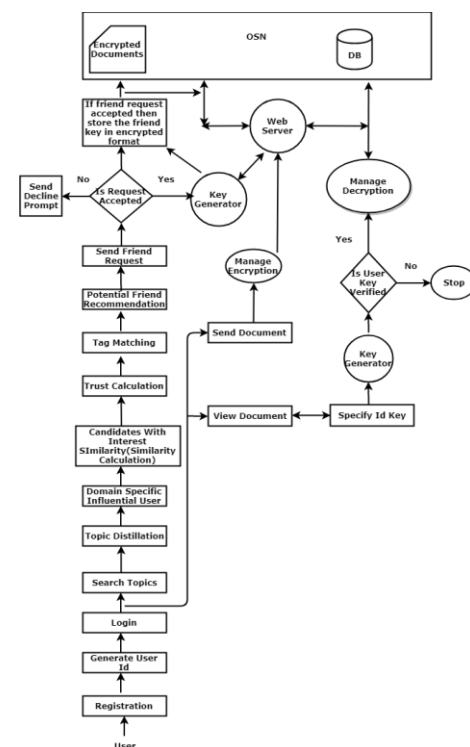 OSN
Encrypted
Documents
DB
If friend request
accepted then
store the friend
key in encrypted
format
Web
Server
No
Is Request
Accepted
Yes
Key
Generator
Send
Decline
Prompt
Manage
Decryption
Send Friend
Request
Manage
Encryption
Yes
Is User
Key
Verified
No
Stop
Potential Friend
Recommendation
Send Document
Tag Matching
Key
Generator
Trust Calculation
View Document
Specify Id Key
Candidates With
Interest
SImilarity(Similarity
Calculation)
Domain Specific
Influential User
Topic Distillation
Search Topics
Login
Generate User
Id
Registration
User